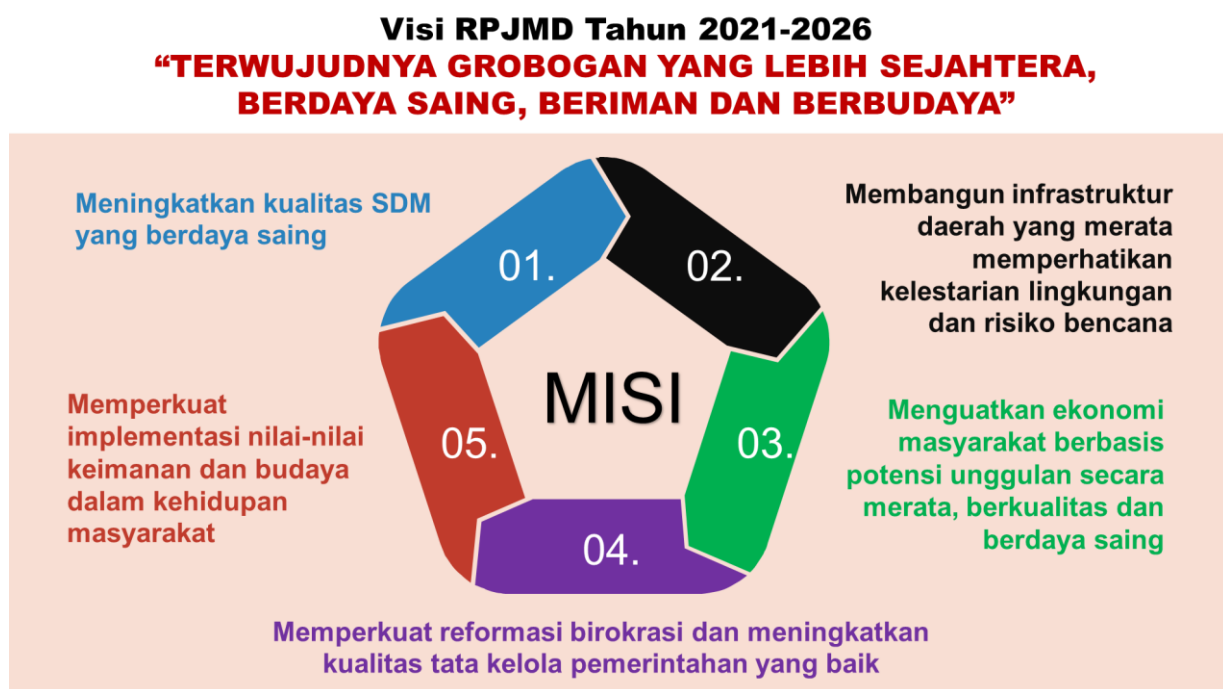 Visi RPJMD Tahun 2021-2026
“TERWUJUDNYA GROBOGAN YANG LEBIH SEJAHTERA,
BERDAYA SAING, BERIMAN DAN BERBUDAYA”
MISI
01.
Meningkatkan kualitas SDM
yang berdaya saing
02.
Membangun infrastruktur
daerah yang merata
memperhatikan
kelestarian lingkungan
dan risiko bencana
03.
Menguatkan ekonomi
masyarakat berbasis
potensi unggulan secara
merata, berkualitas dan
berdaya saing
04.
Memperkuat reformasi birokrasi dan meningkatkan
kualitas tata kelola pemerintahan yang baik
05.
Memperkuat
implementasi nilai-nilai
keimanan dan budaya
dalam kehidupan
masyarakat